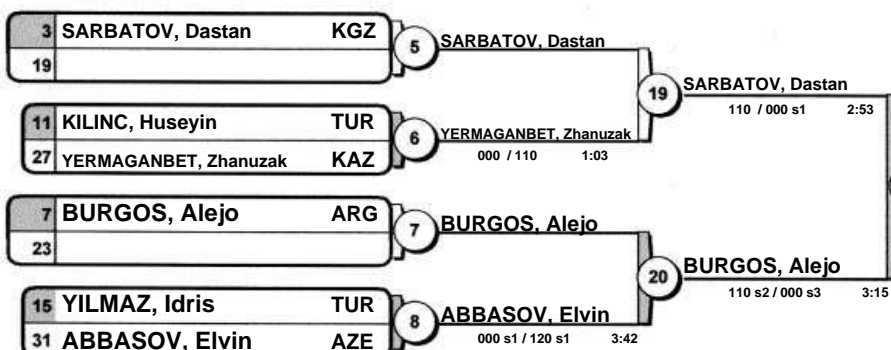 3 SARBATOV, Dastan KGZ
19
5
SARBATOV, Dastan
11 KILINC, Huseyin TUR
27 YERMAGANBET, Zhanuzak KAZ
6
YERMAGANBET, Zhanuzak
000 / 110 1:03
19
SARBATOV, Dastan
110 / 000 s1 2:53
7 BURGOS, Alejo ARG
23
7
BURGOS, Alejo
15 YILMAZ, Idris TUR
31 ABBASOV, Elvin AZE
8
ABBASOV, Elvin
000 s1 / 120 s1 3:42
20
BURGOS, Alejo
110 s2 / 000 s3 3:15